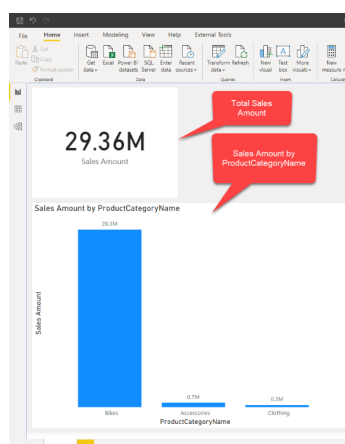 File Home Insert Modeling View Help External Tools
Paste
Cut
Copy
Format painter
Get data
Excel
Power BI datasets
SQL Server
Enter data
Recent sources
Transform data
Refresh
New visual
Text box
More visuals
New measure
Clipboard
Data
Queries
Insert
Total Sales
Amount
29.36M
Sales Amount
Sales Amount by
ProductCategoryName
Sales Amount by ProductCategoryName
28.3M
Sales Amount
0.7M
0.3M
Bikes
Accessories
Clothing
ProductCategoryName